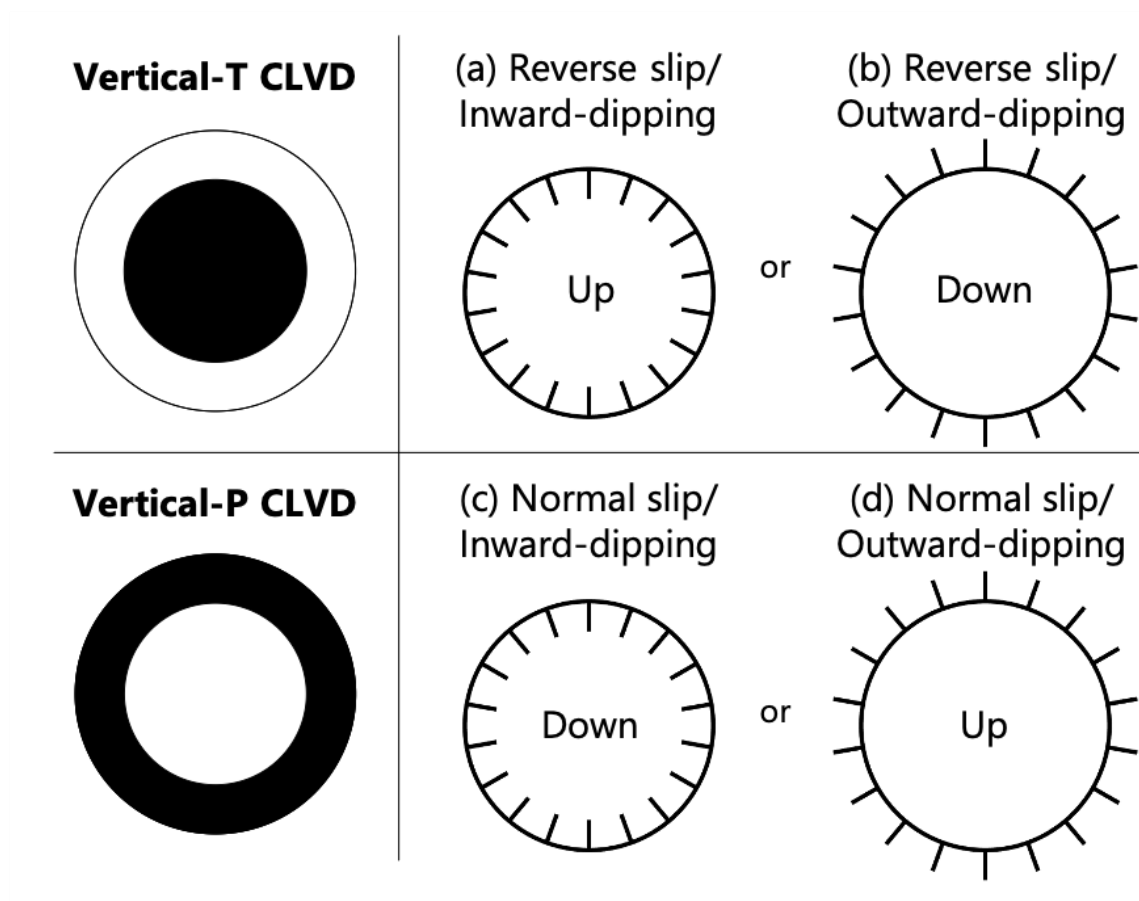 Vertical-T CLVD
(a) Reverse slip/
Inward-dipping
Up
or
(b) Reverse slip/
Outward-dipping
Down
Vertical-P CLVD
(c) Normal slip/
Inward-dipping
Down
or
(d) Normal slip/
Outward-dipping
Up